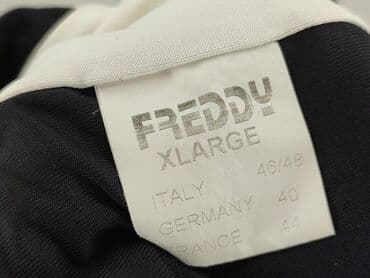 FREDDY
XLARGE
ITALY 46/48
GERMANY 40
FRANCE 44